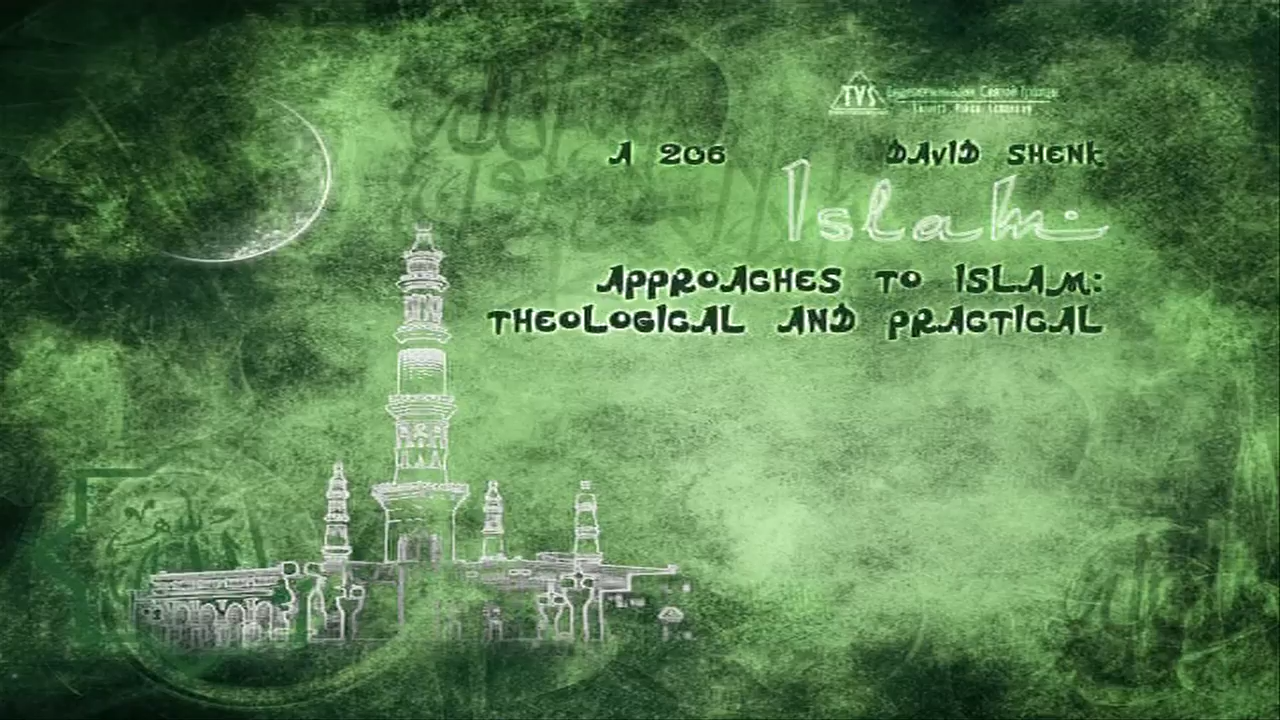 TVS
A 206 DAVID SHENK
Islam
APPROACHES TO ISLAM:
THEOLOGICAL AND PRACTICAL